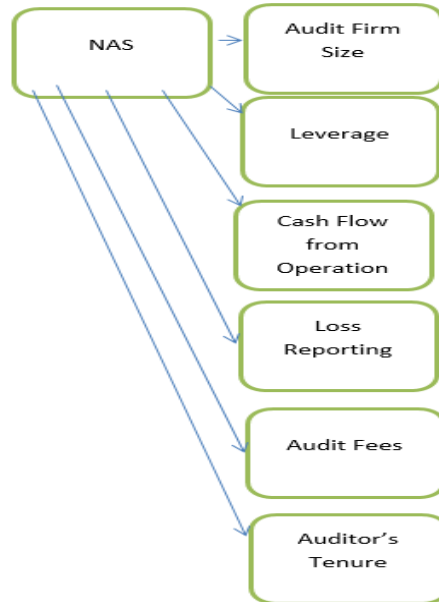 NAS
Audit Firm
Size
Leverage
Cash Flow
from
Operation
Loss
Reporting
Audit Fees
Auditor’s
Tenure